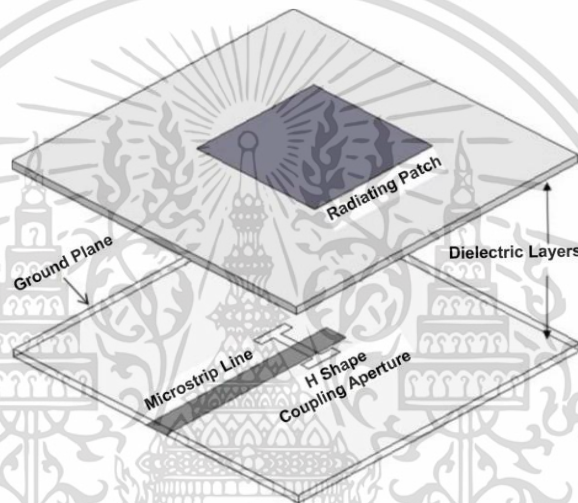 Radiating Patch
Ground Plane
Dielectric Layers
Microstrip Line
H Shape
Coupling Aperture